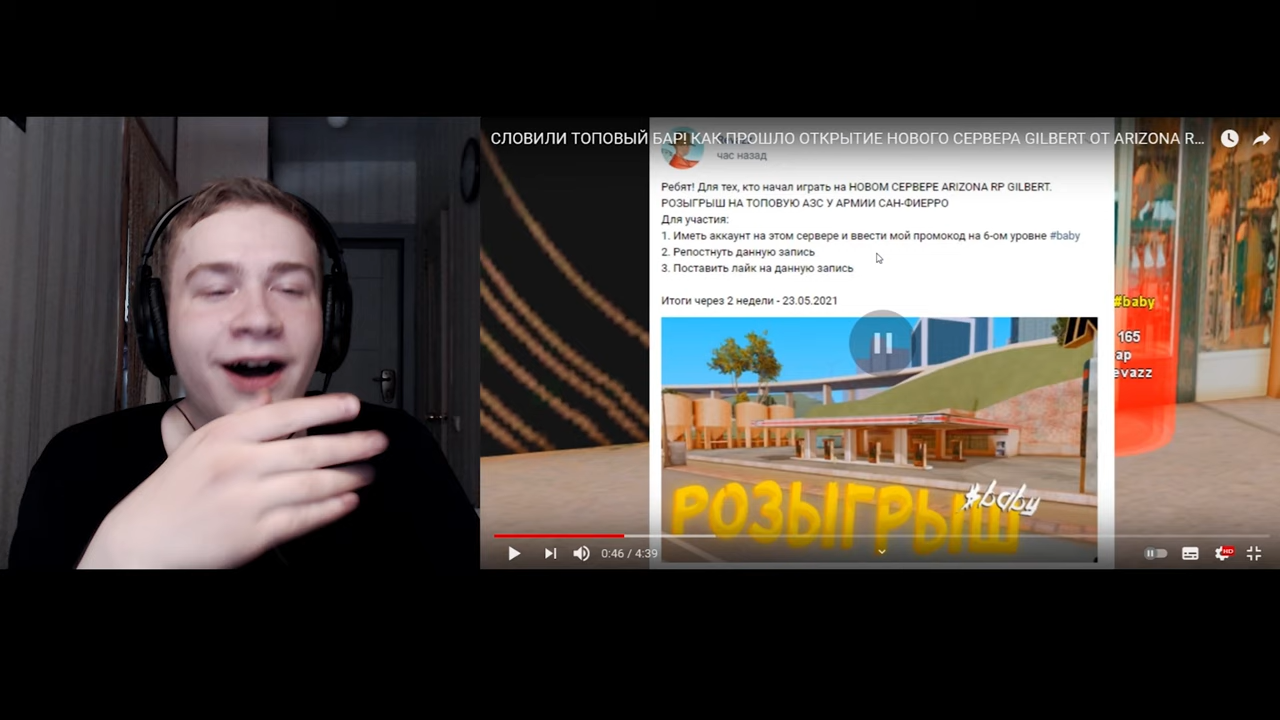 СЛОВИЛИ ТОПОВЫЙ БАР! КАК ПРОШЛО ОТКРЫТИЕ НОВОГО СЕРВЕРА GILBERT ОТ ARIZONA R...
час назад
Ребят! Для тех, кто начал играть на НОВОМ СЕРВЕРЕ ARIZONA RP GILBERT.
РОЗЫГРЫШ НА ТОПОВУЮ АЗС У АРМИИ САН-ФИЕРРО
Для участия:
1. Иметь аккаунт на этом сервере и ввести мой промокод на 6-ом уровне #baby
2. Репостнуть данную запись
3. Поставить лайк на данную запись
Итоги через 2 недели - 23.05.2021
#baby
165
ap
evazz
РОЗЫГРЫШ
#baby
0:46 / 4:39
HD